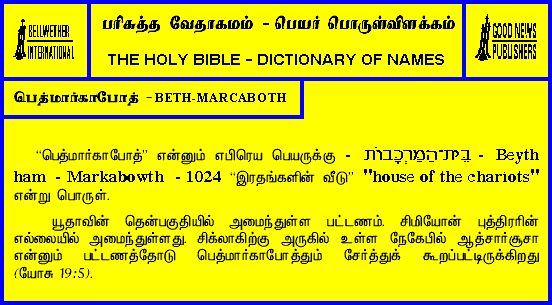 BELLWETHER
INTERNATIONAL
பரிசுத்த வேதாகமம் - பெயர் பொருள்விளக்கம்
THE HOLY BIBLE - DICTIONARY OF NAMES
GOOD NEWS
PUBLISHERS
பெத்மார்காபோத் - BETH-MARCABOTH
“பெத்மார்காபோத்” என்னும் எபிரெய பெயருக்கு - בֵּית־הַמַּרְכָּבוֹת - Beyth
ham - Markabowth - 1024 “இரதங்களின் வீடு” "house of the chariots"
என்று பொருள்.
யூதாவின் தென்பகுதியில் அமைந்துள்ள பட்டணம். சிமியோன் புத்திரரின்
எல்லையில் அமைந்துள்ளது. சிக்லாகிற்கு அருகில் உள்ள நேகேபில் ஆத்சார்சூசா
என்னும் பட்டணத்தோடு பெத்மார்காபோத்தும் சேர்த்துக் கூறப்பட்டிருக்கிறது
(யோசு 19:5).